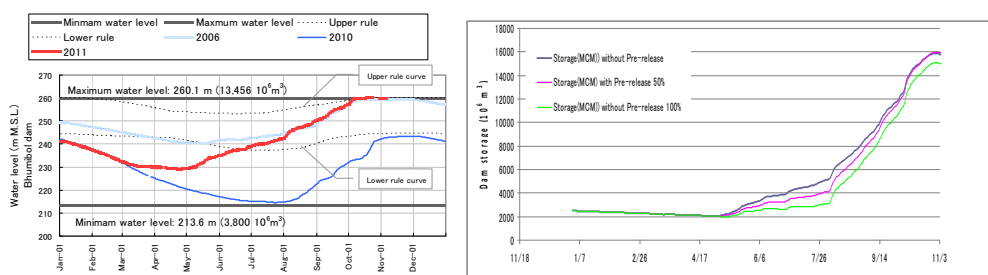 Minmam water level
Maxmum water level
Upper rule
Lower rule
2006
2010
2011
Water level (m M.S.L.)
Bhumibol dam
270
260
250
240
230
220
210
200
Maximum water level: 260.1 m (13,456 10⁶m³)
Upper rule curve
Lower rule curve
Minimam water level: 213.6 m (3,800 10⁶m³)
Jan-01
Feb-01
Mar-01
Apr-01
May-01
Jun-01
Jul-01
Aug-01
Sep-01
Oct-01
Nov-01
Dec-01
Dam storage (10⁶ m³)
18000
16000
14000
12000
10000
8000
6000
4000
2000
0
Storage(MCM)) without Pre-release
Storage(MCM) with Pre-release 50%
Storage(MCM)) without Pre-release 100%
11/18
1/7
2/26
4/17
6/6
7/26
9/14
11/3